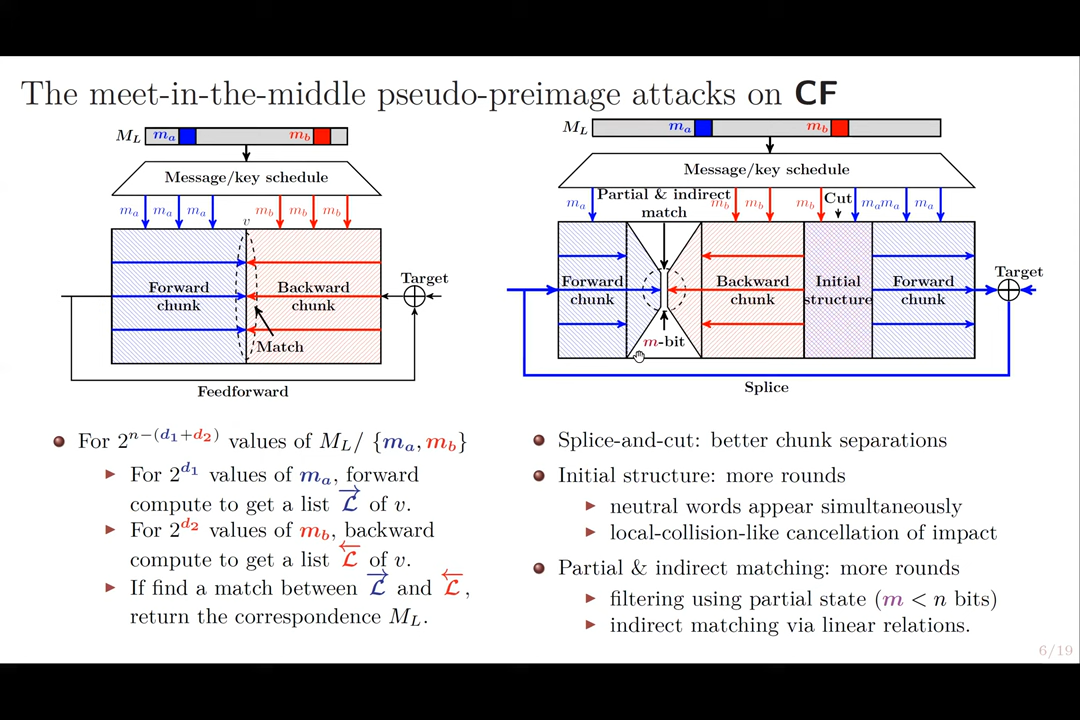 The meet-in-the-middle pseudo-preimage attacks on CF
M_L m_a m_b
Message/key schedule
m_a m_a m_a v m_b m_b m_b
Forward chunk
Backward chunk
Target
Match
Feedforward
M_L m_a m_b
Message/key schedule
m_a Partial & indirect match m_b m_b m_b Cut m_a m_a m_a
Forward chunk
Backward chunk
Initial structure
Forward chunk
Target
m-bit
Splice
For 2^{n−(d_1+d_2)} values of M_L/ {m_a, m_b}
For 2^{d_1} values of m_a, forward
compute to get a list \overrightarrow{L} of v.
For 2^{d_2} values of m_b, backward
compute to get a list \overleftarrow{L} of v.
If find a match between \overrightarrow{L} and \overleftarrow{L},
return the correspondence M_L.
Splice-and-cut: better chunk separations
Initial structure: more rounds
neutral words appear simultaneously
local-collision-like cancellation of impact
Partial & indirect matching: more rounds
filtering using partial state (m < n bits)
indirect matching via linear relations.
6/19